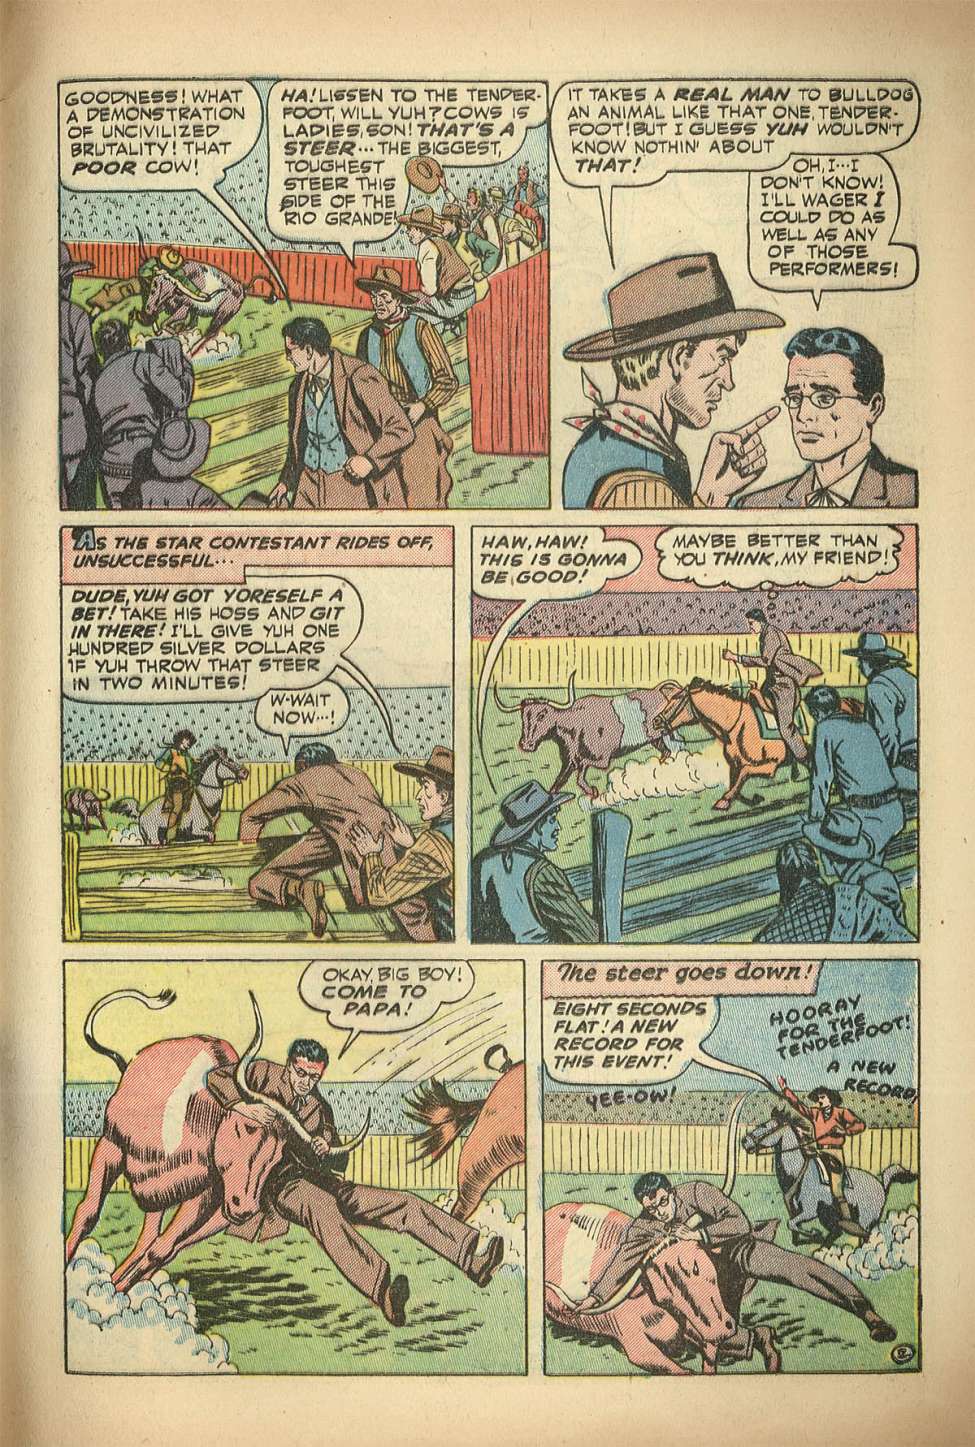 GOODNESS! WHAT
A DEMONSTRATION
OF UNCIVILIZED
BRUTALITY! THAT
POOR COW!
HA! LISSEN TO THE TENDER-
FOOT, WILL YUH? COWS IS
LADIES, SON! THAT'S A
STEER... THE BIGGEST,
TOUGHEST
STEER THIS
SIDE OF THE
RIO GRANDE!
IT TAKES A REAL MAN TO BULLDOG
AN ANIMAL LIKE THAT ONE, TENDER-
FOOT! BUT I GUESS YUH WOULDN'T
KNOW NOTHIN' ABOUT
THAT!
OH, I...I
DON'T KNOW!
I'LL WAGER I
COULD DO AS
WELL AS ANY
OF THOSE
PERFORMERS!
AS THE STAR CONTESTANT RIDES OFF,
UNSUCCESSFUL...
DUDE, YUH GOT YORESELF A
BET! TAKE HIS HOSS AND GIT
IN THERE! I'LL GIVE YUH ONE
HUNDRED SILVER DOLLARS
IF YUH THROW THAT STEER
IN TWO MINUTES!
W-WAIT
NOW...!
HAW, HAW!
THIS IS GONNA
BE GOOD!
MAYBE BETTER THAN
YOU THINK, MY FRIEND!
OKAY, BIG BOY!
COME TO
PAPA!
The steer goes down!
EIGHT SECONDS
FLAT! A NEW
RECORD FOR
THIS EVENT!
YEE-OW!
HOORAY
FOR THE
TENDERFOOT!
A NEW
RECORD!
2